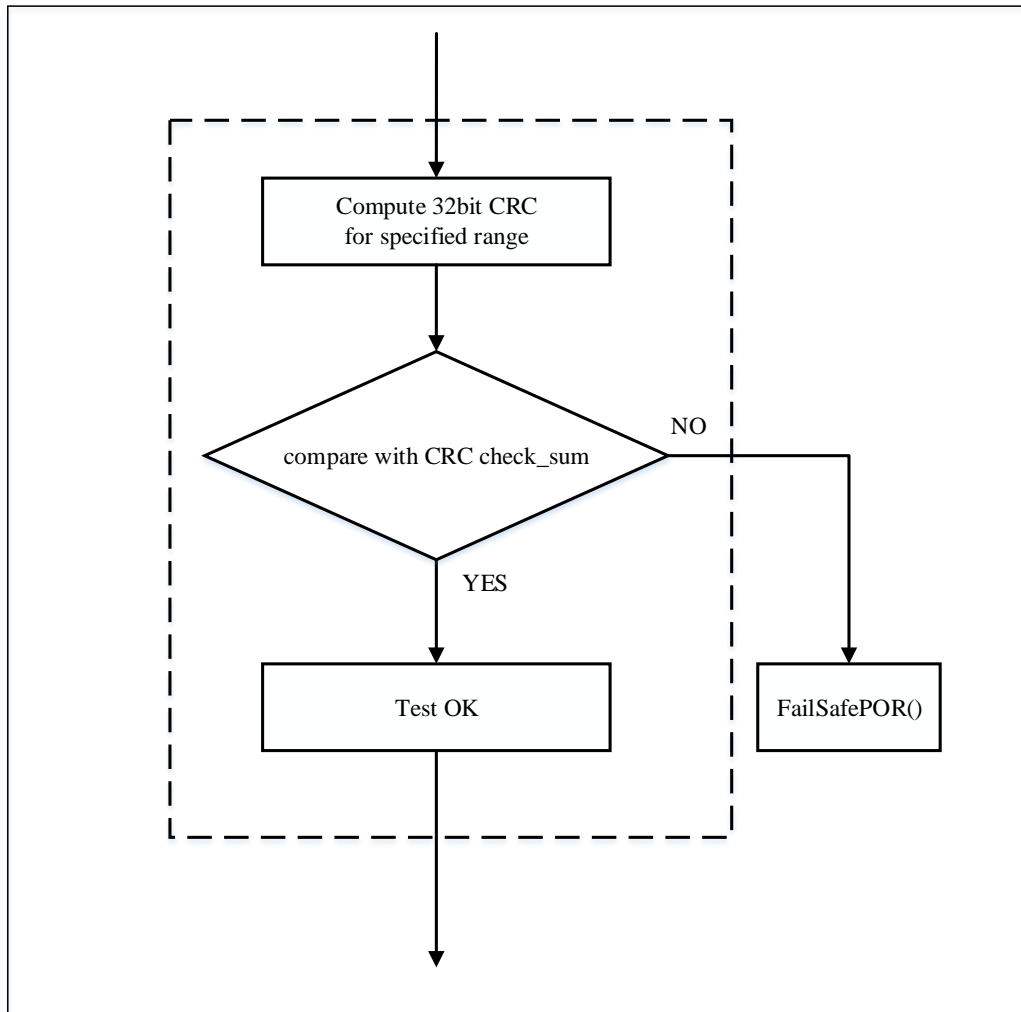 Compute 32bit CRC
for specified range
compare with CRC check_sum
NO
YES
Test OK
FailSafePOR()